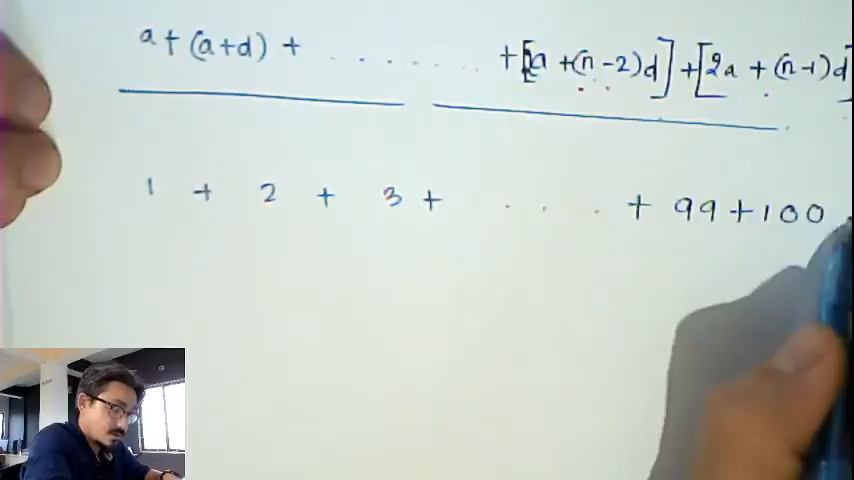 a + (a+d) + . . . . . . . + [a + (n-2)d] + [2a + (n-1)d]
1 + 2 + 3 + . . . . + 99 + 100